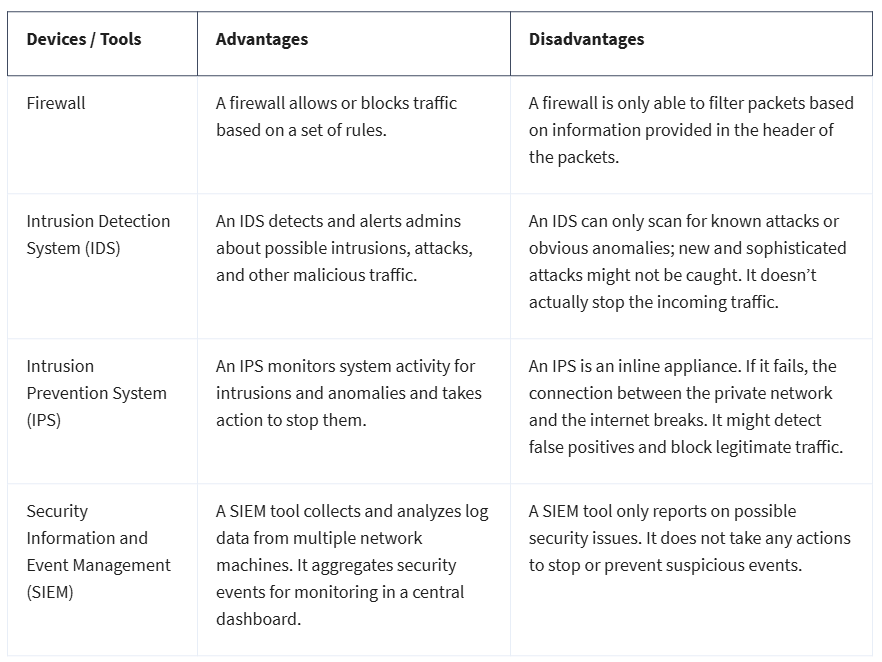 Devices / Tools
Advantages
Disadvantages
Firewall
A firewall allows or blocks traffic
based on a set of rules.
A firewall is only able to filter packets based
on information provided in the header of
the packets.
Intrusion Detection
System (IDS)
An IDS detects and alerts admins
about possible intrusions, attacks,
and other malicious traffic.
An IDS can only scan for known attacks or
obvious anomalies; new and sophisticated
attacks might not be caught. It doesn’t
actually stop the incoming traffic.
Intrusion
Prevention System
(IPS)
An IPS monitors system activity for
intrusions and anomalies and takes
action to stop them.
An IPS is an inline appliance. If it fails, the
connection between the private network
and the internet breaks. It might detect
false positives and block legitimate traffic.
Security
Information and
Event Management
(SIEM)
A SIEM tool collects and analyzes log
data from multiple network
machines. It aggregates security
events for monitoring in a central
dashboard.
A SIEM tool only reports on possible
security issues. It does not take any actions
to stop or prevent suspicious events.